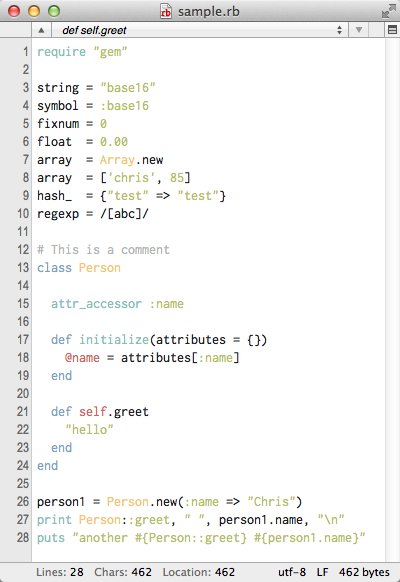 rb sample.rb
def self.greet
1 require "gem"
2
3 string = "base16"
4 symbol = :base16
5 fixnum = 0
6 float  = 0.00
7 array  = Array.new
8 array  = ['chris', 85]
9 hash_  = {"test" => "test"}
10 regexp = /[abc]/
11
12 # This is a comment
13 class Person
14
15   attr_accessor :name
16
17   def initialize(attributes = {})
18     @name = attributes[:name]
19   end
20
21   def self.greet
22     "hello"
23   end
24 end
25
26 person1 = Person.new(:name => "Chris")
27 print Person::greet, " ", person1.name, "\n"
28 puts "another #{Person::greet} #{person1.name}"
Lines: 28 Chars: 462 Location: 462 utf-8 LF 462 bytes